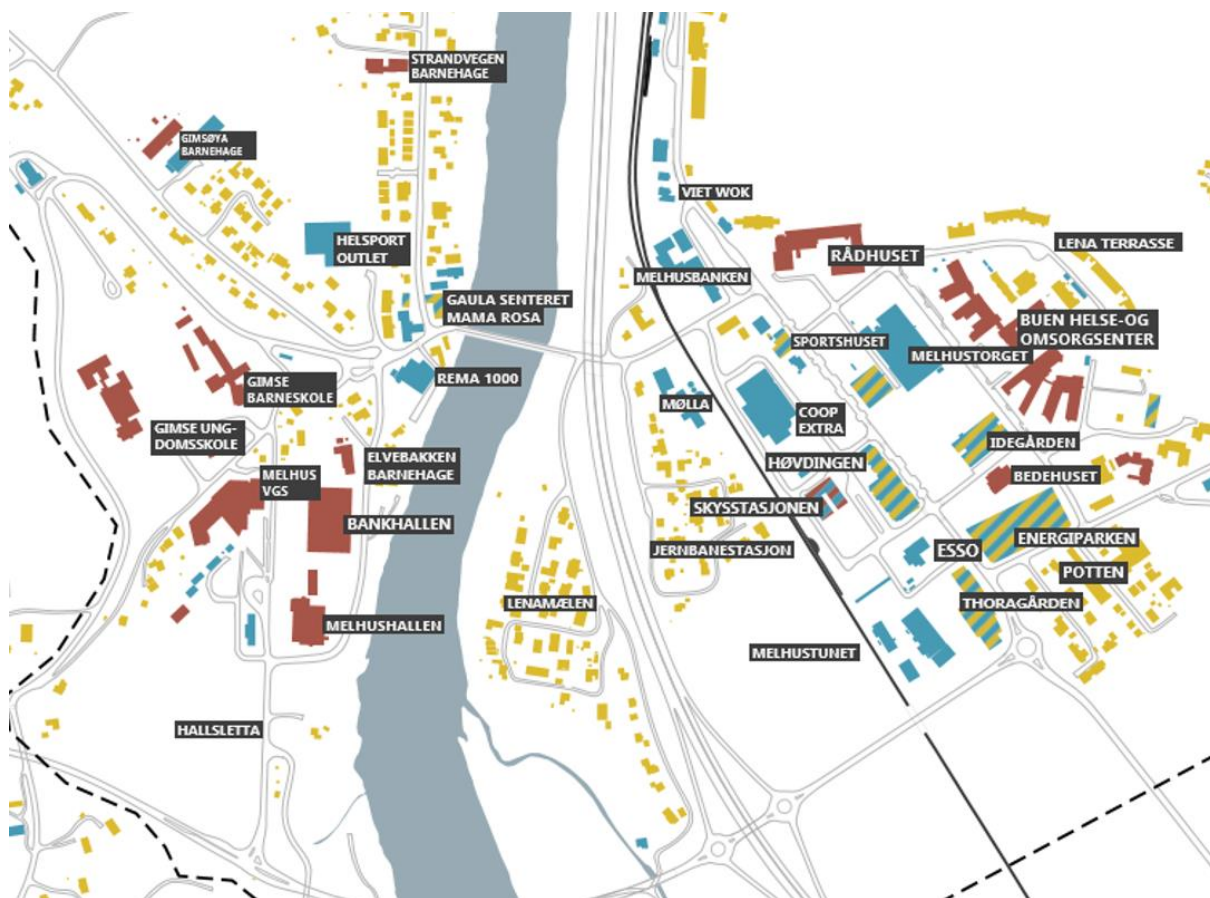 STRANDVEGEN
BARNEHAGE
GIMSØYA
BARNEHAGE
VIET WOK
HELSPORT
OUTLET
RÅDHUSET
LENA TERRASSE
MELHUSBANKEN
GAULA SENTERET
MAMA ROSA
BUEN HELSE-OG
OMSORGSENTER
SPORTSHUSET
MELHUSTORGET
REMA 1000
GIMSE
BARNESKOLE
MØLLA
COOP
EXTRA
GIMSE UNG-
DOMSSKOLE
IDEGÅRDEN
ELVEBAKKEN
BARNEHAGE
HØVDINGEN
MELHUS
VGS
BEDEHUSET
SKYSSTASJONEN
BANKHALLEN
ENERGIPARKEN
JERNBANESTASJON
ESSO
POTTEN
LENAMÆLEN
THORAGÅRDEN
MELHUSHALLEN
MELHUSTUNET
HALLSLETTA